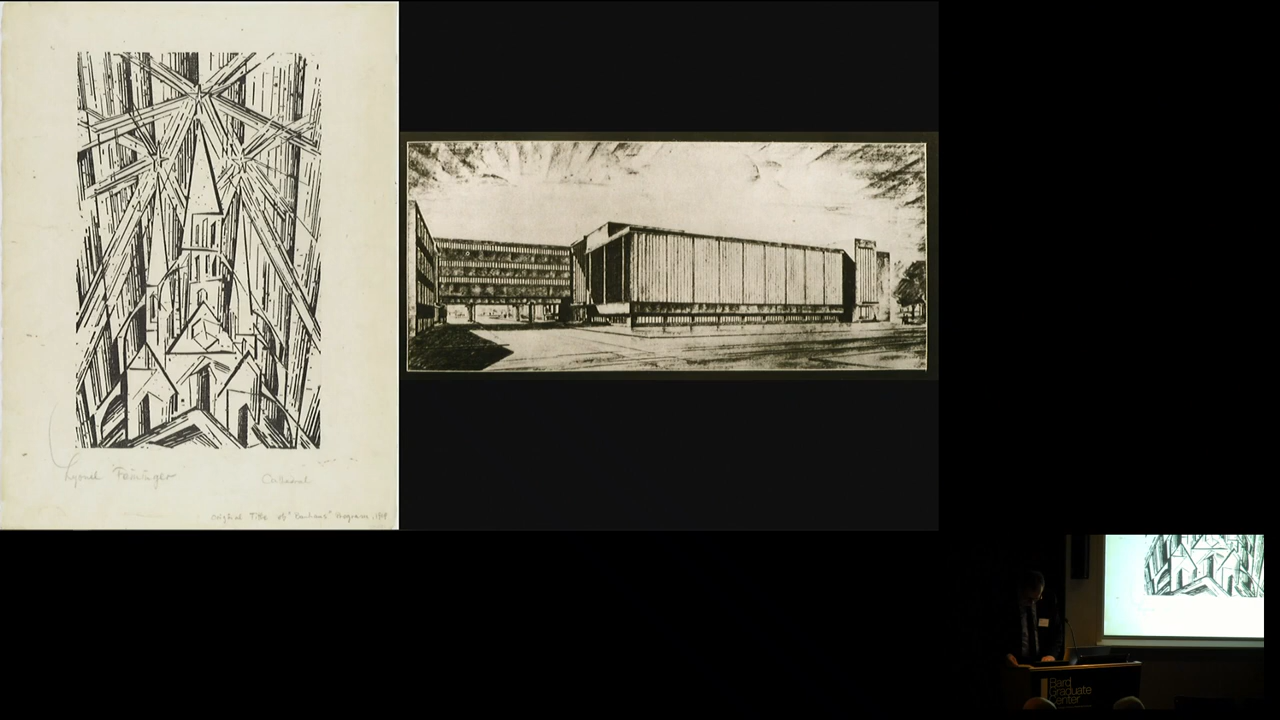 Lyonel Feininger
Cathedral
Original Title of "Bauhaus" Program, 1919
Bard
Graduate
Center